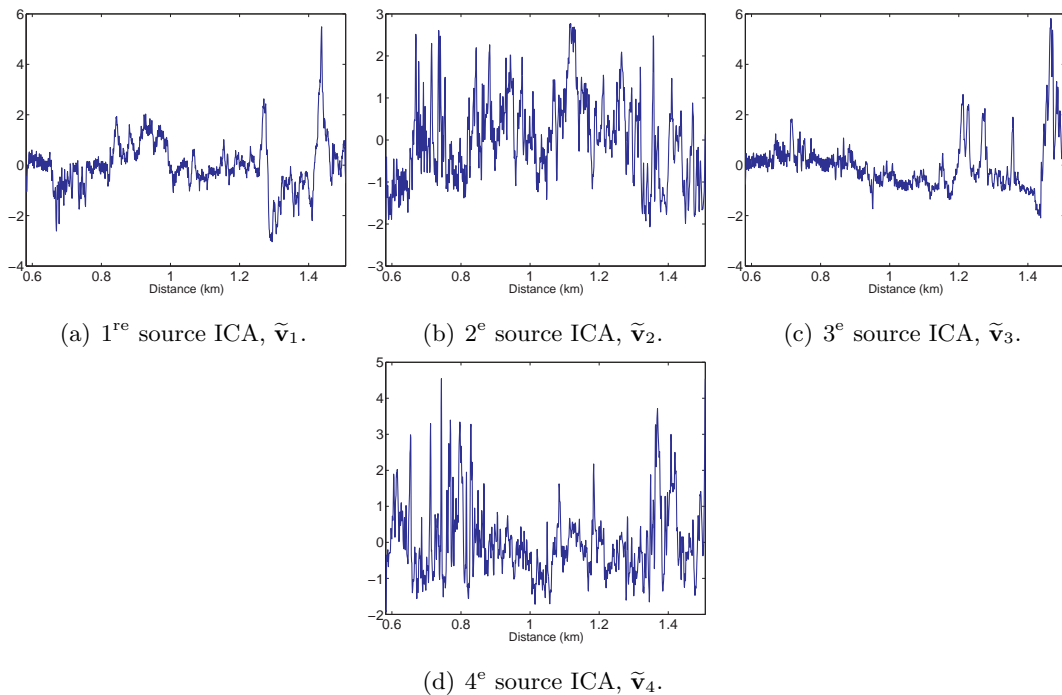 6
4
2
0
−2
−4
0.6 0.8 1 1.2 1.4
Distance (km)
(a) 1re source ICA, ṽ1.
3
2
1
0
−1
−2
−3
0.6 0.8 1 1.2 1.4
Distance (km)
(b) 2e source ICA, ṽ2.
6
4
2
0
−2
−4
0.6 0.8 1 1.2 1.4
Distance (km)
(c) 3e source ICA, ṽ3.
5
4
3
2
1
0
−1
−2
0.6 0.8 1 1.2 1.4
Distance (km)
(d) 4e source ICA, ṽ4.